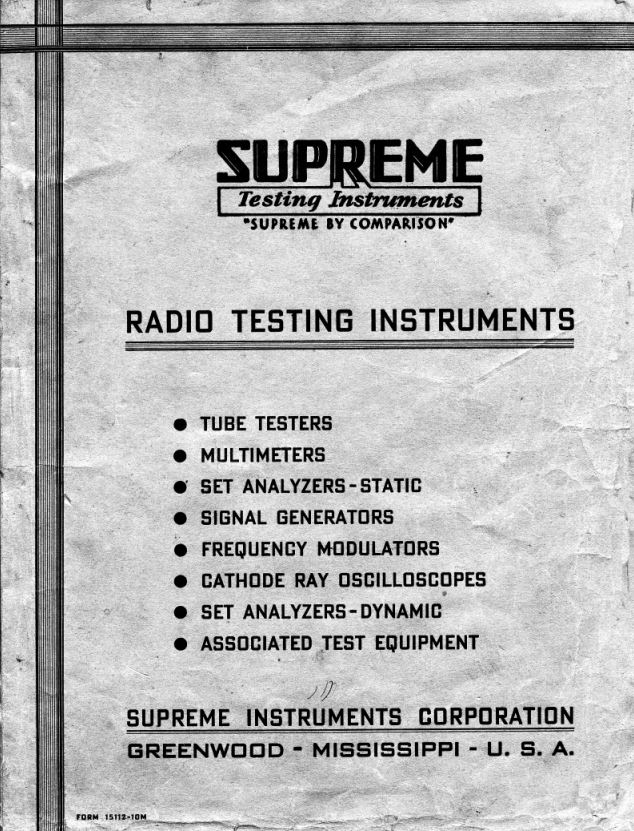 SUPREME
Testing Instruments
"SUPREME BY COMPARISON"
RADIO TESTING INSTRUMENTS
● TUBE TESTERS
● MULTIMETERS
● SET ANALYZERS-STATIC
● SIGNAL GENERATORS
● FREQUENCY MODULATORS
● CATHODE RAY OSCILLOSCOPES
● SET ANALYZERS-DYNAMIC
● ASSOCIATED TEST EQUIPMENT
SUPREME INSTRUMENTS CORPORATION
GREENWOOD - MISSISSIPPI - U. S. A.
FORM 15112-10M